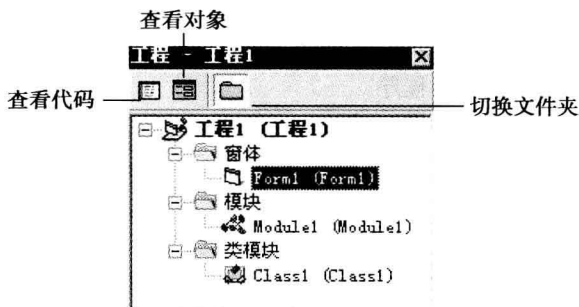 查看对象
工程 - 工程1
查看代码
切换文件夹
工程1 (工程1)
窗体
Form1 (Form1)
模块
Module1 (Module1)
类模块
Class1 (Class1)